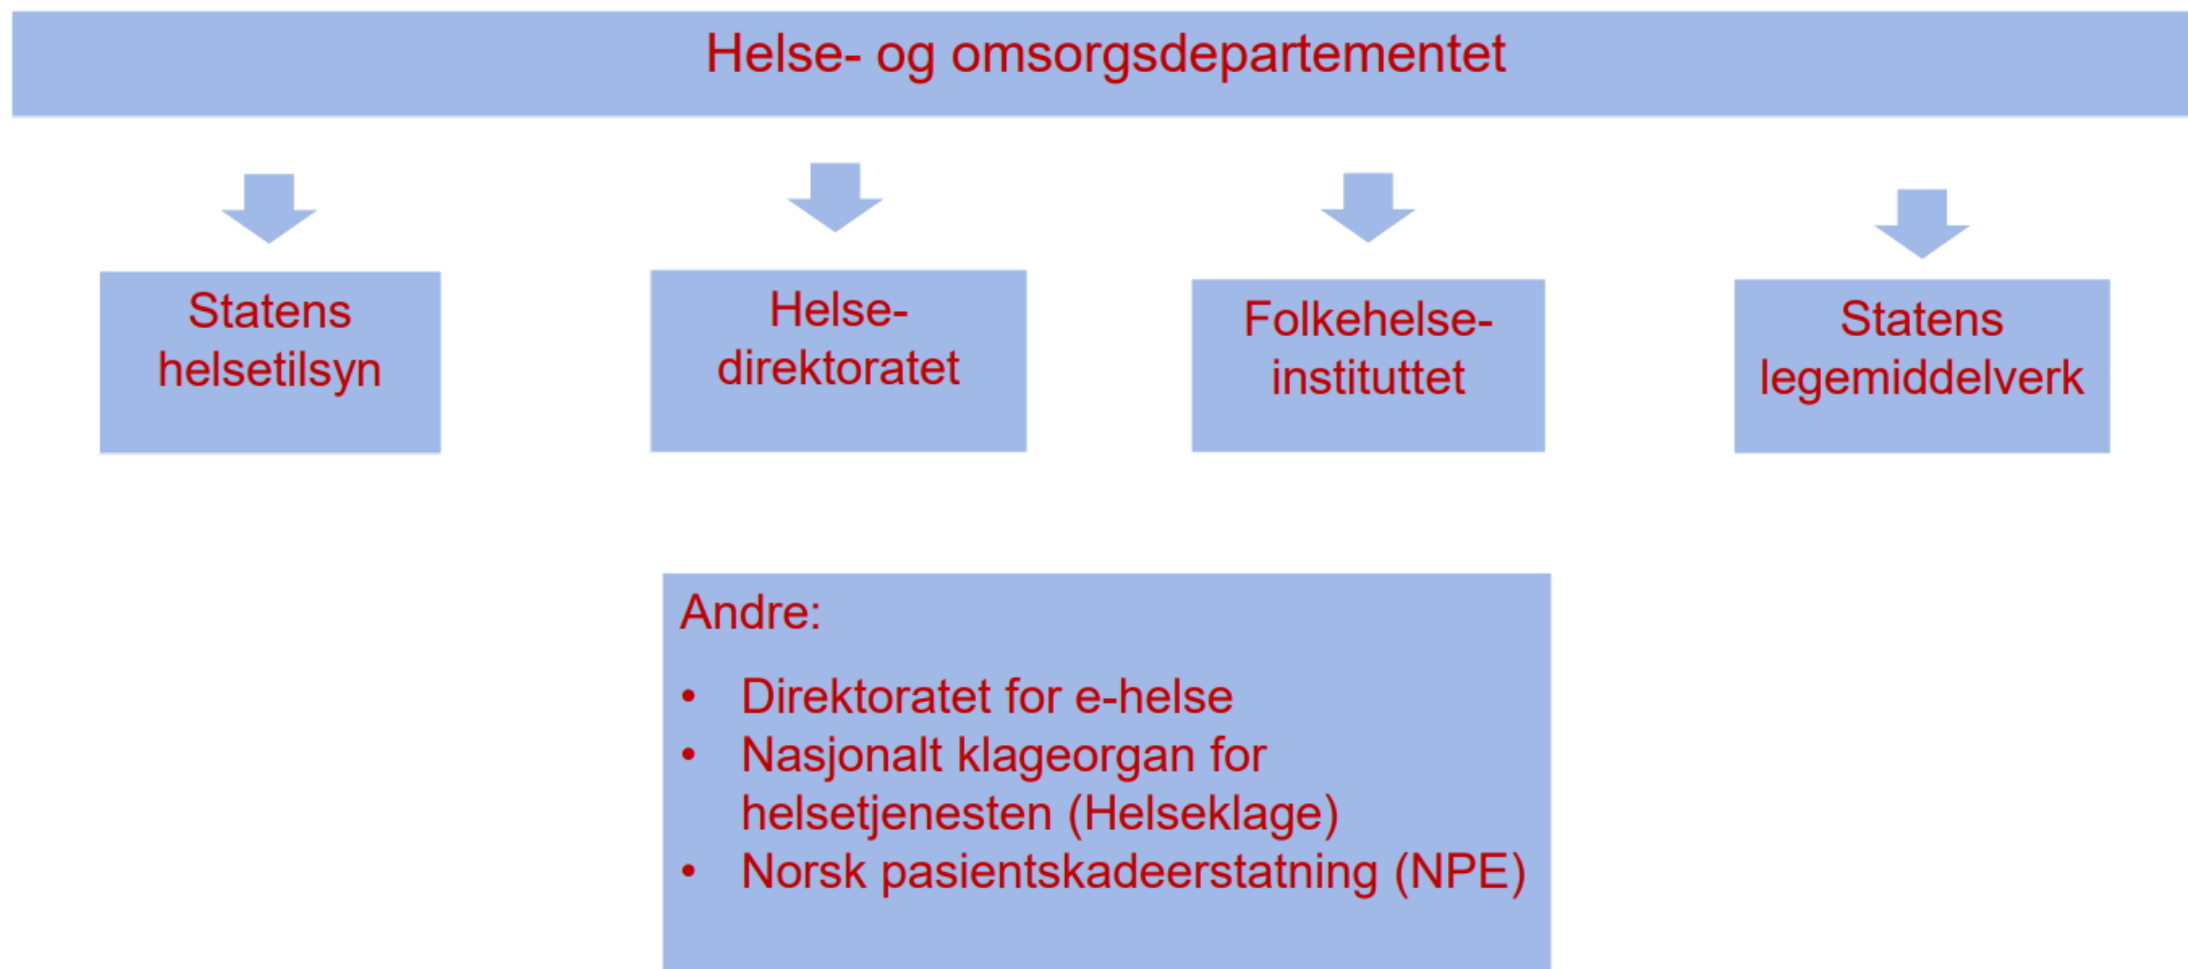 Helse- og omsorgsdepartementet
Statens
helsetilsyn
Helse-
direktoratet
Folkehelse-
instituttet
Statens
legemiddelverk
Andre:
• Direktoratet for e-helse
• Nasjonalt klageorgan for
helsetjenesten (Helseklage)
• Norsk pasientskadeerstatning (NPE)